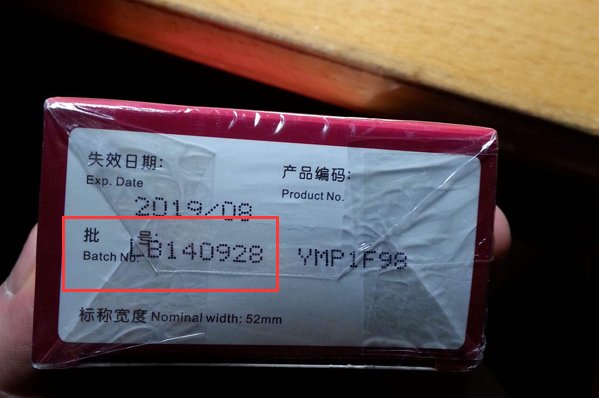 失效日期:
Exp. Date
2019/08
产品编码:
Product No.
YMP1F98
批 号:
Batch No.
LB140928
标称宽度 Nominal width: 52mm